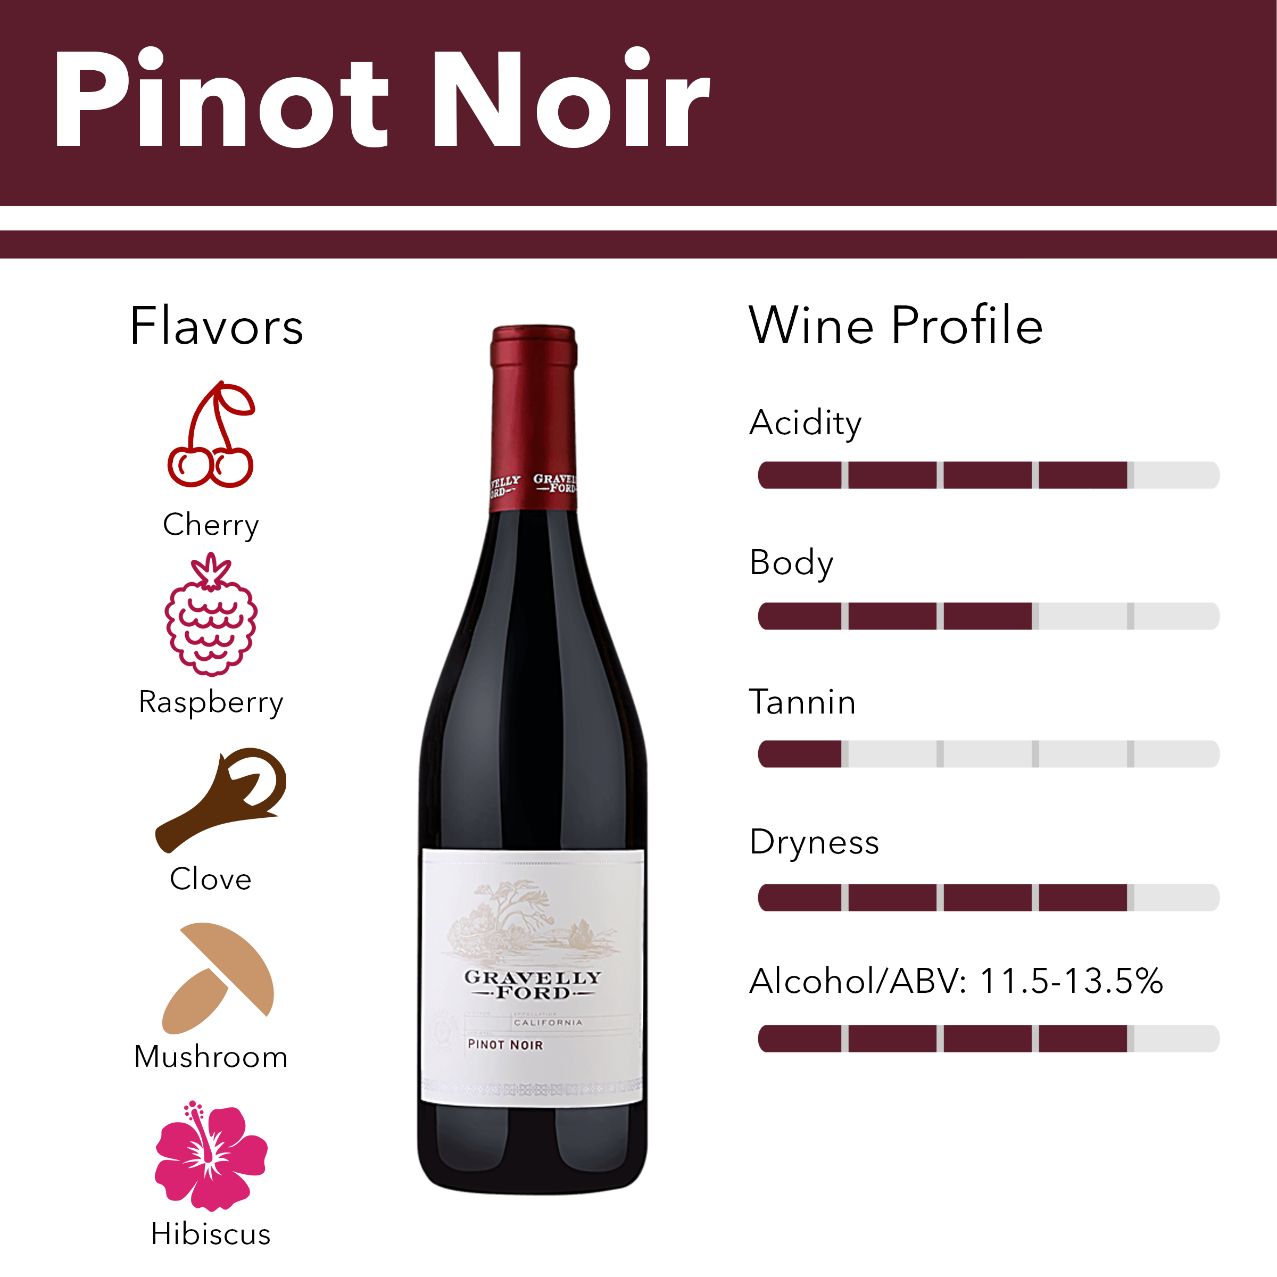 Pinot Noir
Flavors
Cherry
Raspberry
Clove
Mushroom
Hibiscus
GRAVELLY
FORD
GRAVELLY
FORD
CALIFORNIA
PINOT NOIR
Wine Profile
Acidity
Body
Tannin
Dryness
Alcohol/ABV: 11.5-13.5%